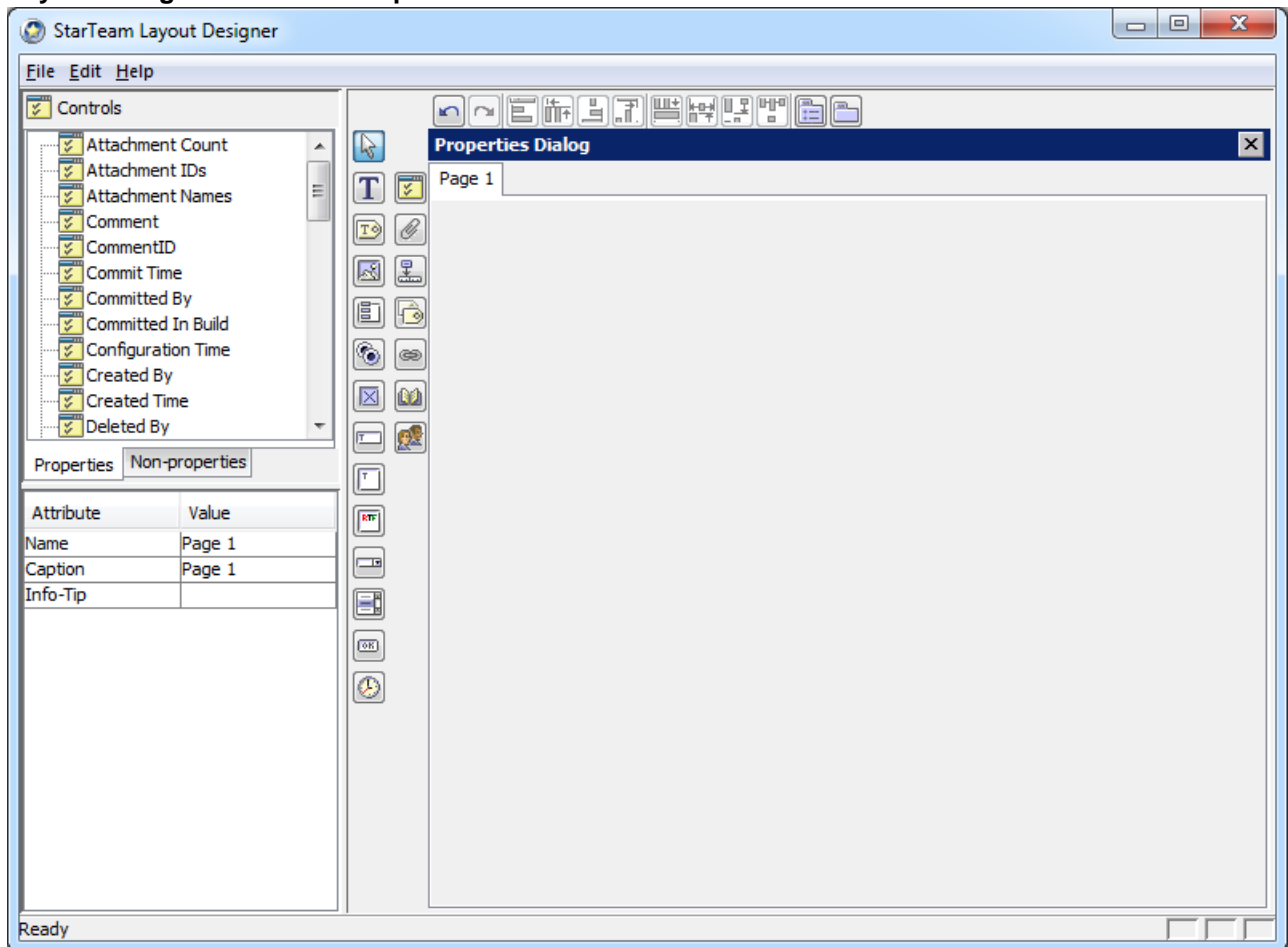 StarTeam Layout Designer
File Edit Help
Controls
Attachment Count
Attachment IDs
Attachment Names
Comment
CommentID
Commit Time
Committed By
Committed In Build
Configuration Time
Created By
Created Time
Deleted By
Properties Non-properties
Attribute Value
Name Page 1
Caption Page 1
Info-Tip
Properties Dialog
Page 1
T
T
T
T
RTF
OK
Ready